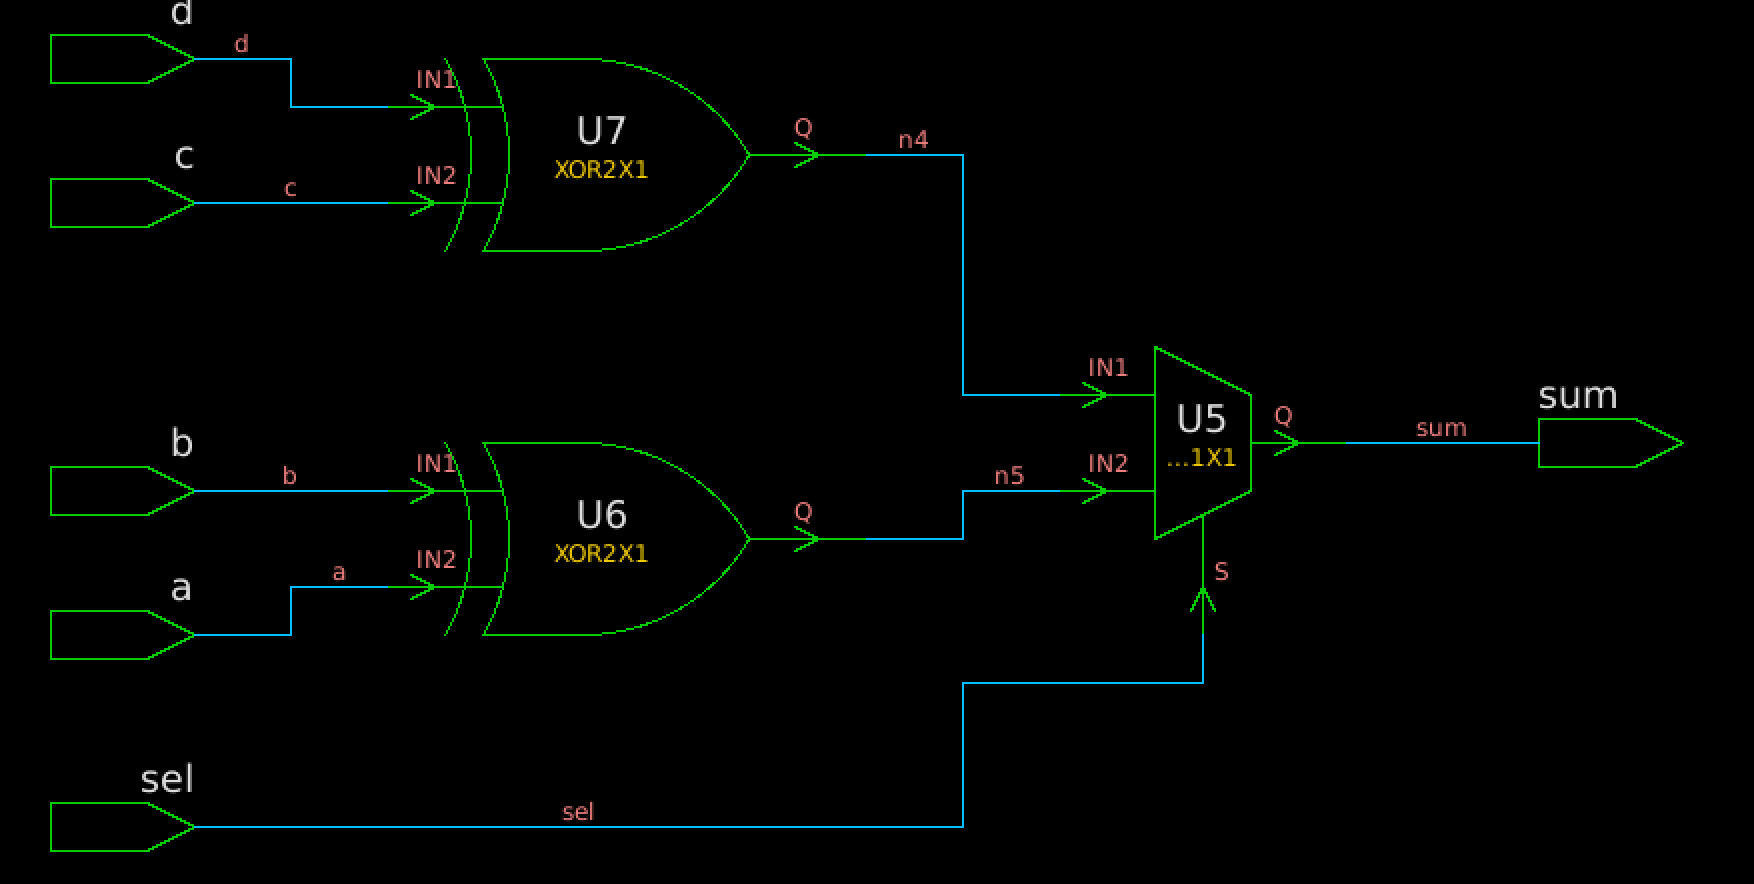 d
d
IN1
U7
XOR2X1
Q
n4
c
c
IN2
IN1
U5
...1X1
Q
sum
sum
b
b
IN1
U6
XOR2X1
Q
n5
IN2
a
a
IN2
S
sel
sel